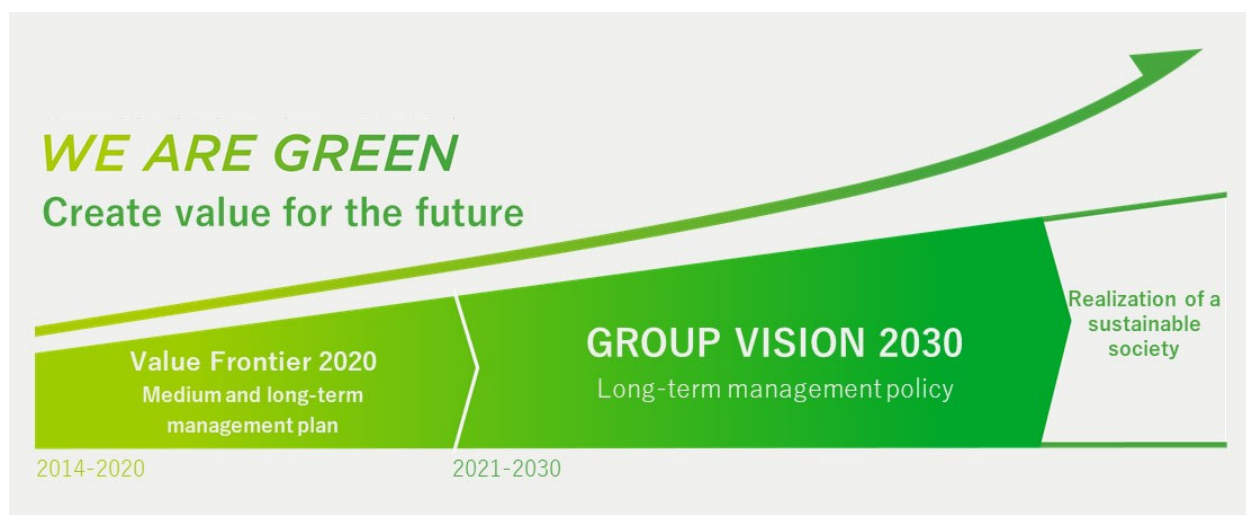 WE ARE GREEN
Create value for the future
Value Frontier 2020
Medium and long-term
management plan
GROUP VISION 2030
Long-term management policy
Realization of a
sustainable
society
2014-2020
2021-2030